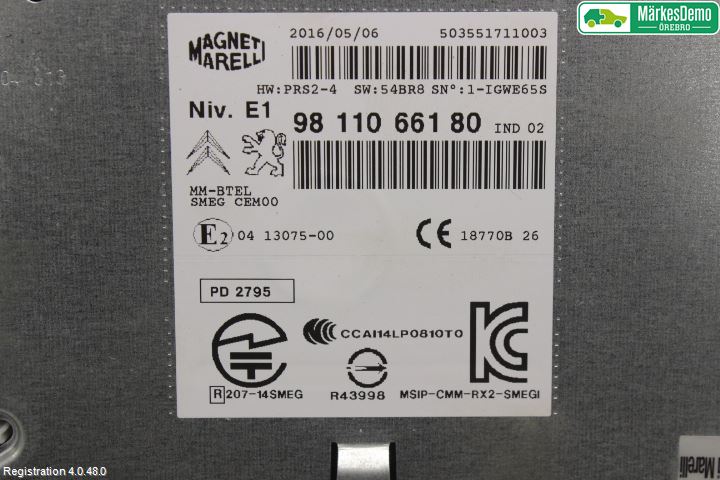 MärkesDemo
ÖREBRO
MAGNETI
MARELLI
2016/05/06 503551711003
HW:PRS2-4 SW:54BR8 SN°:1-IGWE65S
Niv. E1
98 110 661 80 IND 02
MM-BTEL
SMEG CEM00
E2 04 13075-00
CE 18770B 26
PD 2795
CCAI14LP0810T0
R 207-14SMEG
R43998
MSIP-CMM-RX2-SMEGI
Marelli
Registration 4.0.48.0